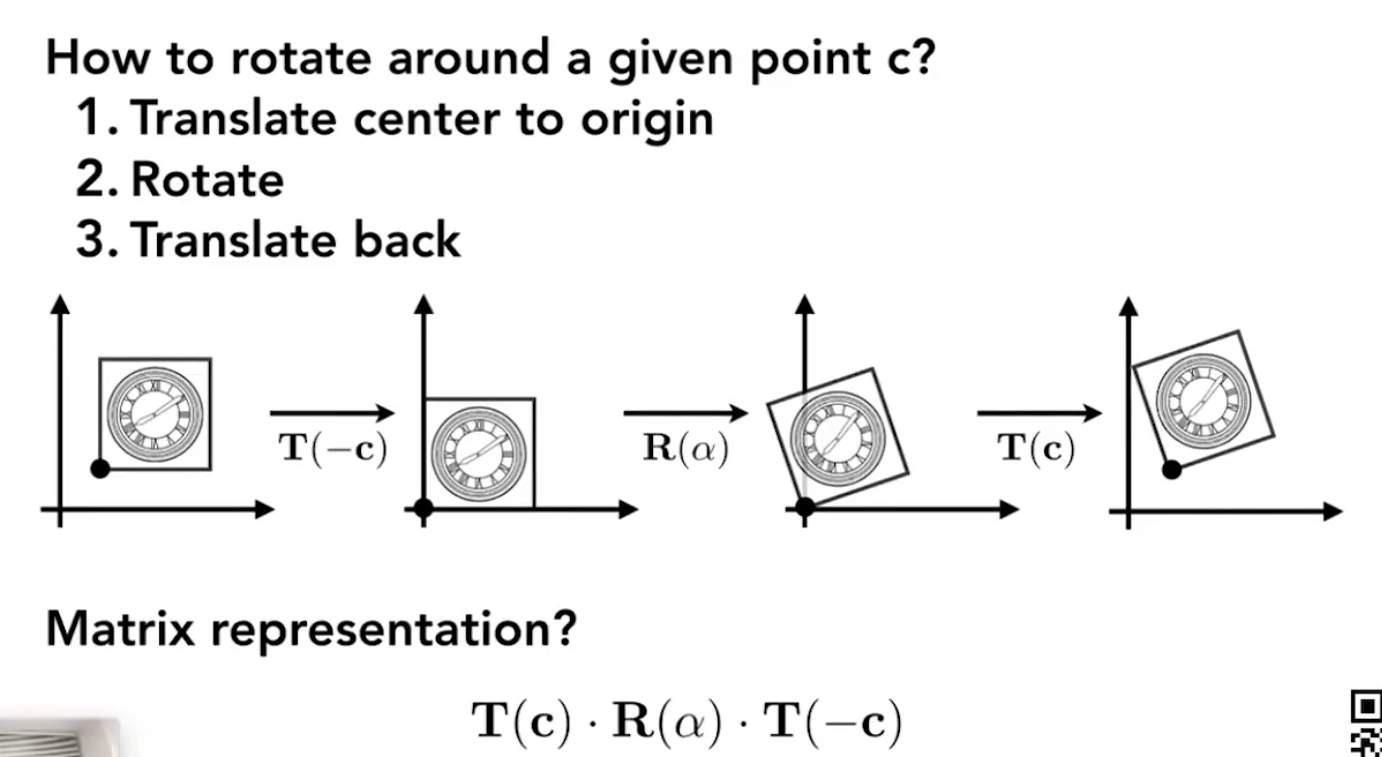 How to rotate around a given point c?
1. Translate center to origin
2. Rotate
3. Translate back
T(−c)
R(α)
T(c)
Matrix representation?
T(c) · R(α) · T(−c)